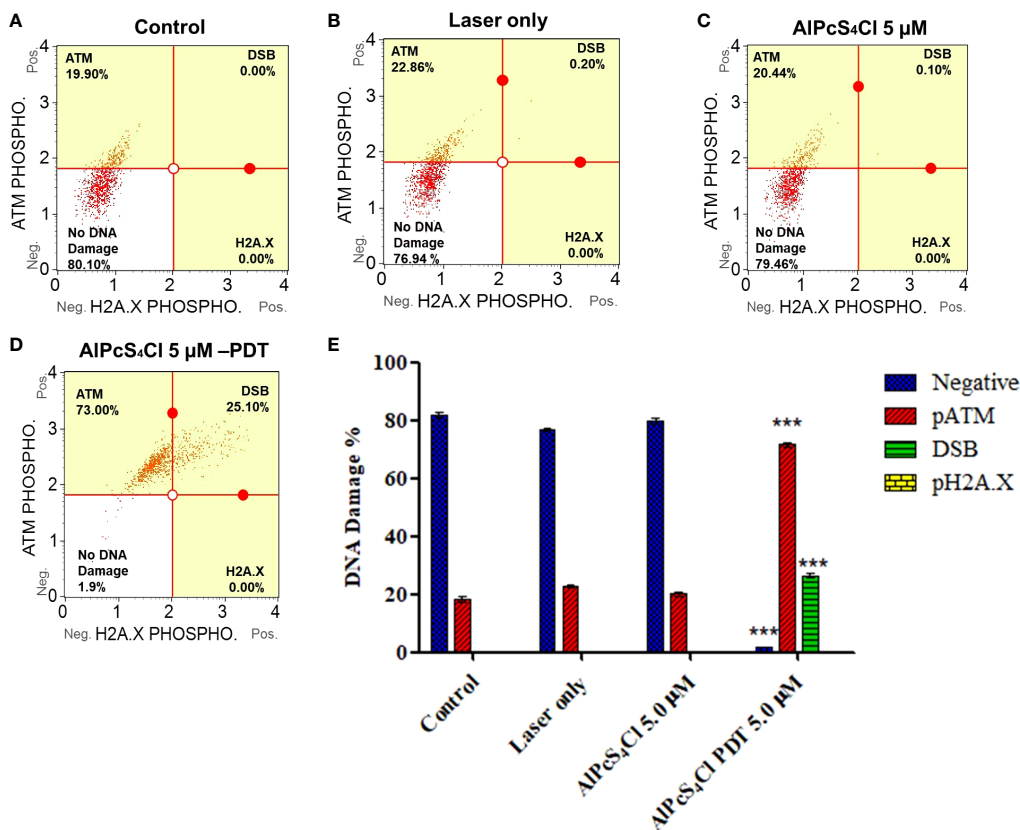 A
Control
ATM
19.90%
DSB
0.00%
No DNA
Damage
80.10%
H2A.X
0.00%
ATM PHOSPHO.
Pos.
Neg.
4
3
2
1
0
0 1 2 3 4
Neg. H2A.X PHOSPHO. Pos.
B
Laser only
ATM
22.86%
DSB
0.20%
No DNA
Damage
76.94 %
H2A.X
0.00%
ATM PHOSPHO.
Pos.
Neg.
4
3
2
1
0
0 1 2 3 4
Neg. H2A.X PHOSPHO. Pos.
C
AlPcS₄Cl 5 µM
ATM
20.44%
DSB
0.10%
No DNA
Damage
79.46%
H2A.X
0.00%
ATM PHOSPHO.
Pos.
Neg.
4
3
2
1
0
0 1 2 3 4
Neg. H2A.X PHOSPHO. Pos.
D
AlPcS₄Cl 5 µM –PDT
ATM
73.00%
DSB
25.10%
No DNA
Damage
1.9%
H2A.X
0.00%
ATM PHOSPHO.
Pos.
Neg.
4
3
2
1
0
0 1 2 3 4
Neg. H2A.X PHOSPHO. Pos.
E
DNA Damage %
100
80
60
40
20
0
***
***
***
Control
Laser only
AlPcS₄Cl 5.0 µM
AlPcS₄Cl PDT 5.0 µM
Negative
pATM
DSB
pH2A.X